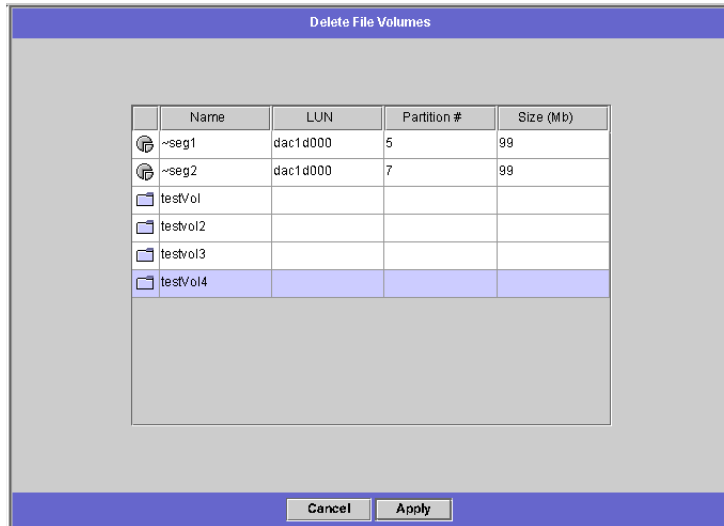 Delete File Volumes
Name LUN Partition # Size (Mb)
~seg1 dac1d000 5 99
~seg2 dac1d000 7 99
testVol
testvol2
testvol3
testVol4
Cancel Apply